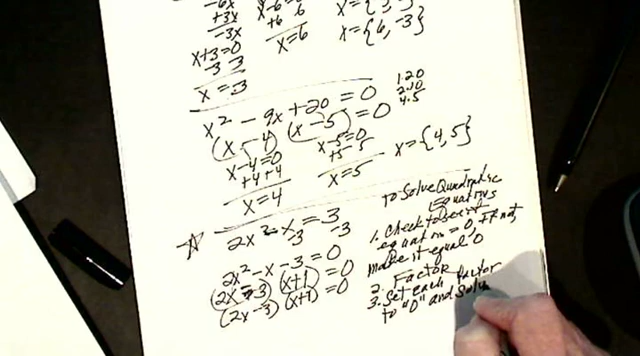 -6x
+3x
-3x
x+3=0
-3 3
x = -3
x-6=0
+6 6
x=6
x={6,-3}
x² - 9x +20 = 0
(x-4) (x-5) = 0
1.20
2.10
4.5
x-4=0
+4 +4
x=4
x-5=0
+5 5
x=5
x={4,5}
2x² - x = 3
-3 -3
2x² - x - 3 = 0
(2x-3) (x+1) = 0
(2x-3) (x+1) = 0
To Solve Quadratic
Equations
1. Check to see if
equation = 0, If not,
make it equal 0
2. Factor
3. Set each factor
to "0" and solve